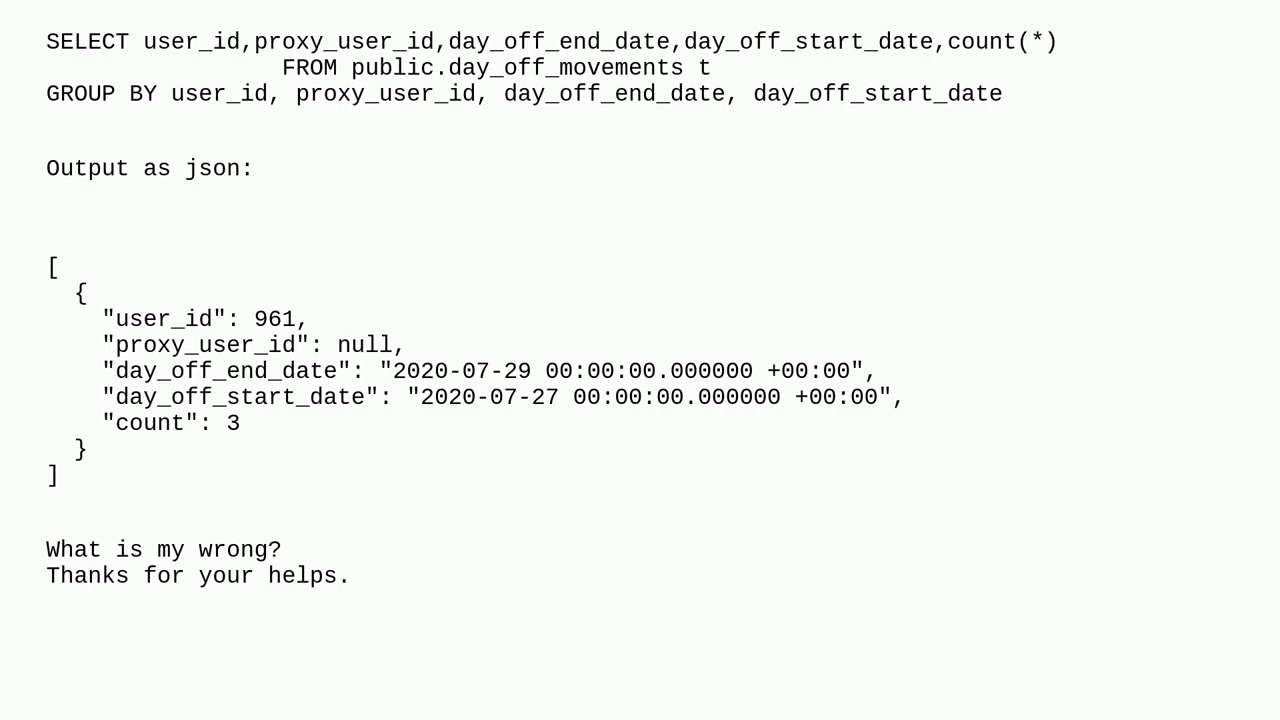 SELECT user_id,proxy_user_id,day_off_end_date,day_off_start_date,count(*)
FROM public.day_off_movements t
GROUP BY user_id, proxy_user_id, day_off_end_date, day_off_start_date
Output as json:
[
{
"user_id": 961,
"proxy_user_id": null,
"day_off_end_date": "2020-07-29 00:00:00.000000 +00:00",
"day_off_start_date": "2020-07-27 00:00:00.000000 +00:00",
"count": 3
}
]
What is my wrong?
Thanks for your helps.